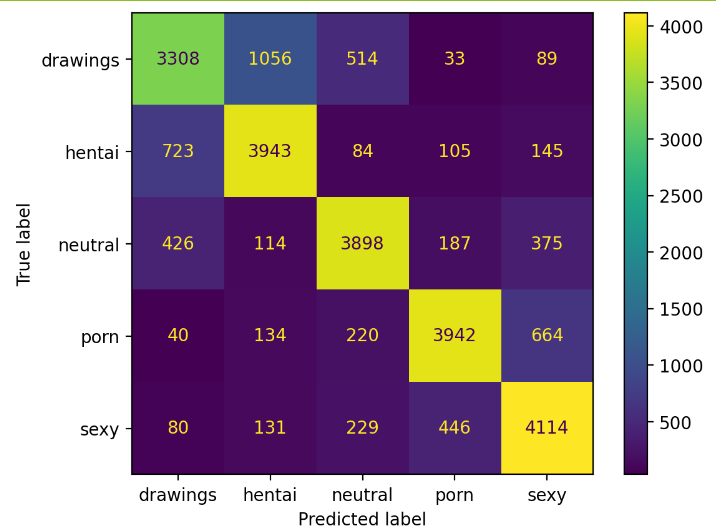 drawings 3308 1056 514 33 89
hentai 723 3943 84 105 145
neutral 426 114 3898 187 375
porn 40 134 220 3942 664
sexy 80 131 229 446 4114
drawings hentai neutral porn sexy
Predicted label
True label
4000
3500
3000
2500
2000
1500
1000
500